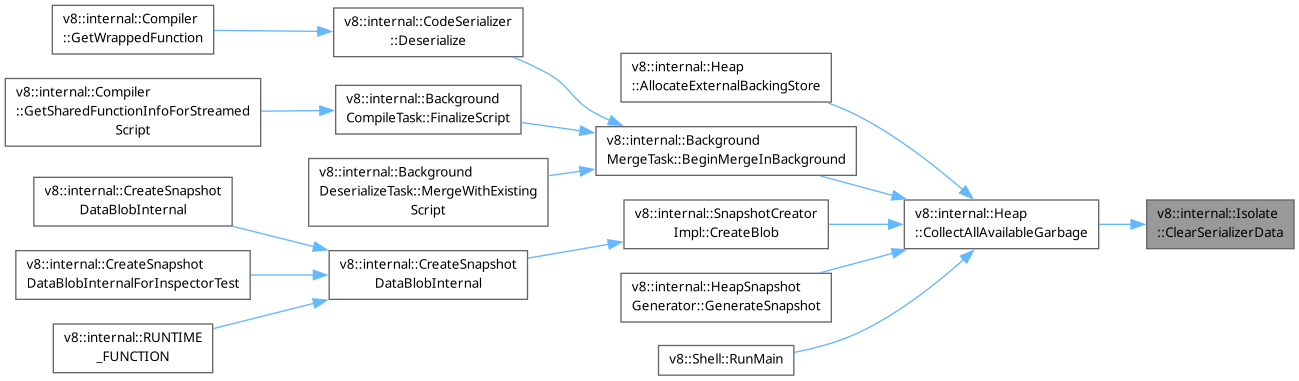 v8::internal::Compiler
::GetWrappedFunction
v8::internal::CodeSerializer
::Deserialize
v8::internal::Heap
::AllocateExternalBackingStore
v8::internal::Compiler
::GetSharedFunctionInfoForStreamed
Script
v8::internal::Background
CompileTask::FinalizeScript
v8::internal::Background
MergeTask::BeginMergeInBackground
v8::internal::Background
DeserializeTask::MergeWithExisting
Script
v8::internal::CreateSnapshot
DataBlobInternal
v8::internal::SnapshotCreator
Impl::CreateBlob
v8::internal::Heap
::CollectAllAvailableGarbage
v8::internal::Isolate
::ClearSerializerData
v8::internal::CreateSnapshot
DataBlobInternalForInspectorTest
v8::internal::CreateSnapshot
DataBlobInternal
v8::internal::HeapSnapshot
Generator::GenerateSnapshot
v8::internal::RUNTIME
_FUNCTION
v8::Shell::RunMain